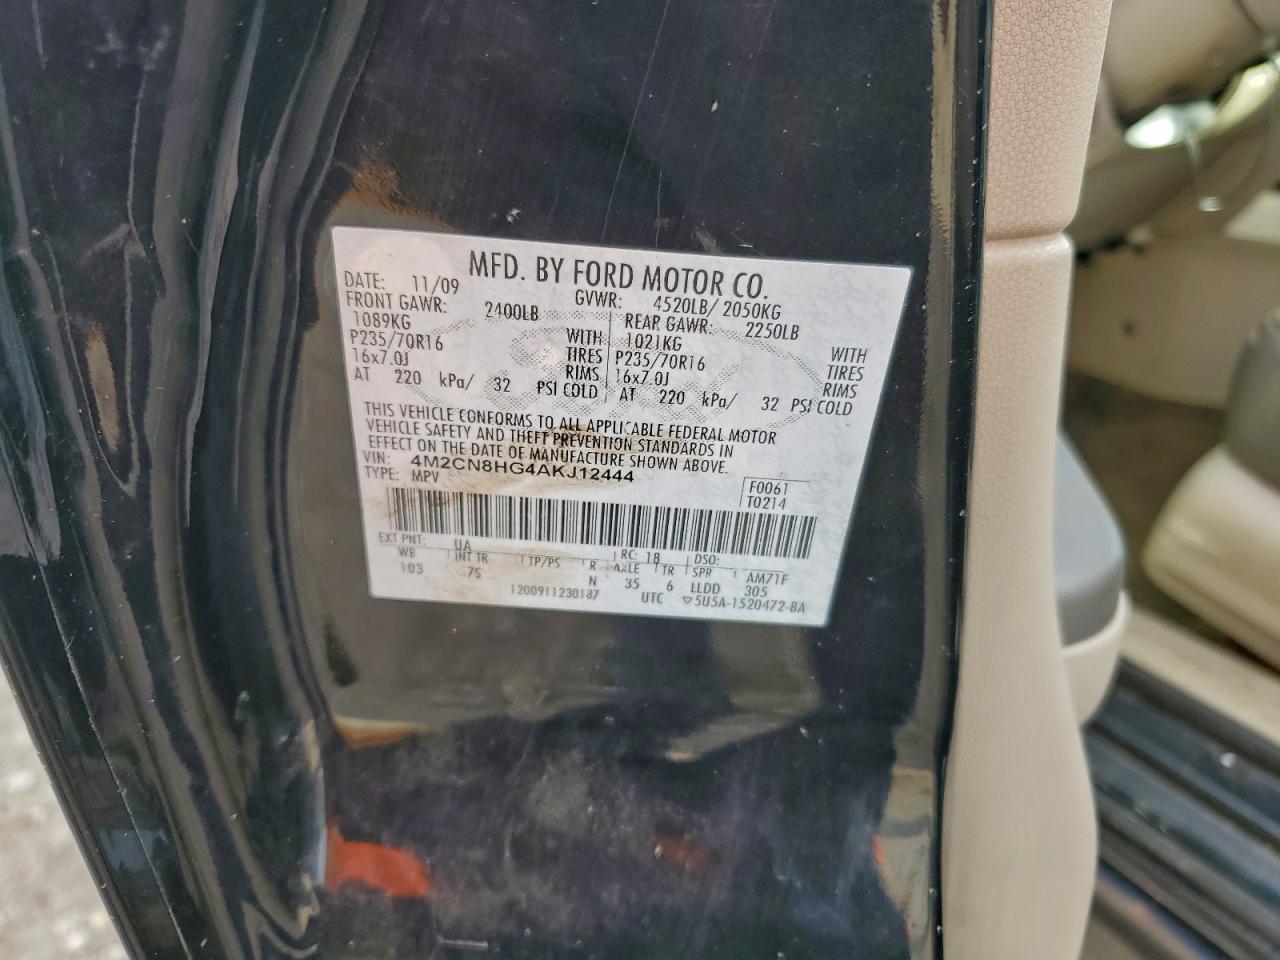 MFD. BY FORD MOTOR CO.
DATE: 11/09 GVWR: 4520LB/ 2050KG
FRONT GAWR: 2400LB REAR GAWR: 2250LB
1089KG WITH 1021KG WITH
P235/70R16 TIRES P235/70R16 TIRES
16x7.0J RIMS 16x7.0J RIMS
AT 220 kPa/ 32 PSI COLD AT 220 kPa/ 32 PSI COLD
THIS VEHICLE CONFORMS TO ALL APPLICABLE FEDERAL MOTOR
VEHICLE SAFETY AND THEFT PREVENTION STANDARDS IN
EFFECT ON THE DATE OF MANUFACTURE SHOWN ABOVE.
VIN: 4M2CN8HG4AKJ12444
TYPE: MPV F0061
T0214
EXT PNT: UA RC: 18 DSO:
WB INT TR TP/PS R AXLE TR SPR AM71F
103 7S N 35 6 LLDD 305
1200911230187 UTC ▽5U5A-1520472-BA